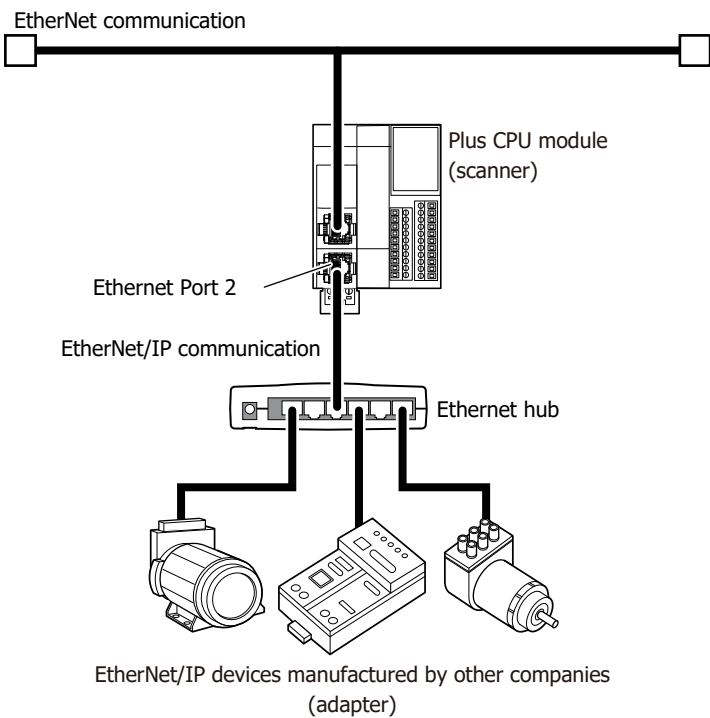 EtherNet communication
Plus CPU module
(scanner)
Ethernet Port 2
EtherNet/IP communication
Ethernet hub
EtherNet/IP devices manufactured by other companies
(adapter)